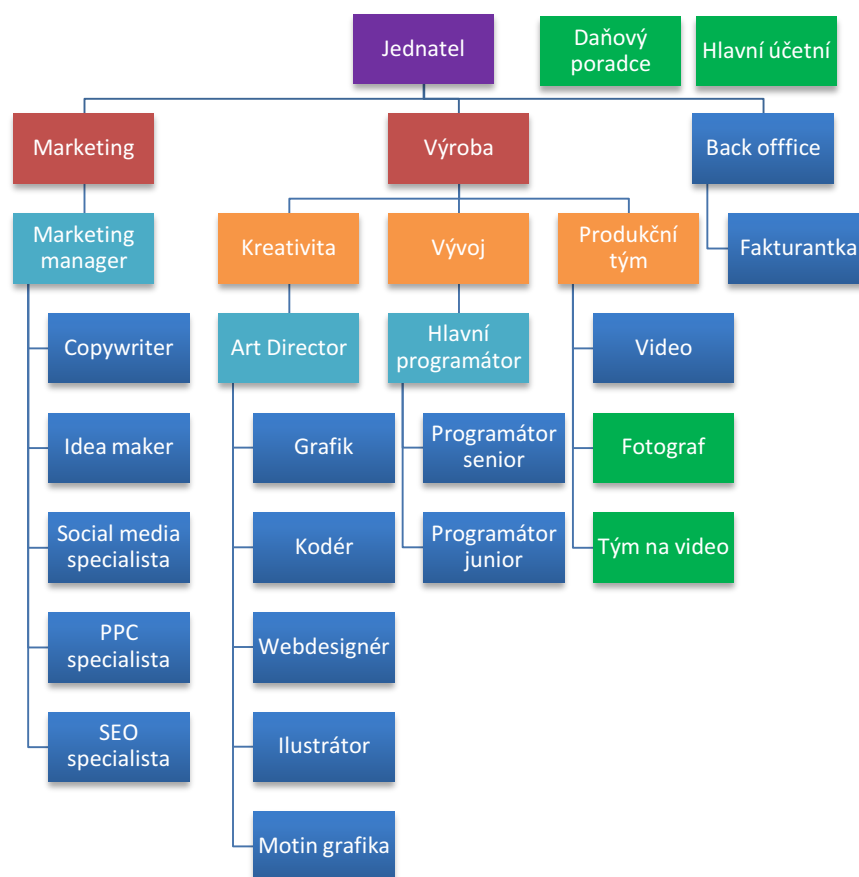 Jednatel
Daňový
poradce
Hlavní účetní
Marketing
Výroba
Back offfice
Marketing
manager
Kreativita
Vývoj
Produkční
tým
Fakturantka
Copywriter
Art Director
Hlavní
programátor
Video
Idea maker
Grafik
Programátor
senior
Fotograf
Social media
specialista
Kodér
Programátor
junior
Tým na video
PPC
specialista
Webdesignér
SEO
specialista
Ilustrátor
Motin grafika